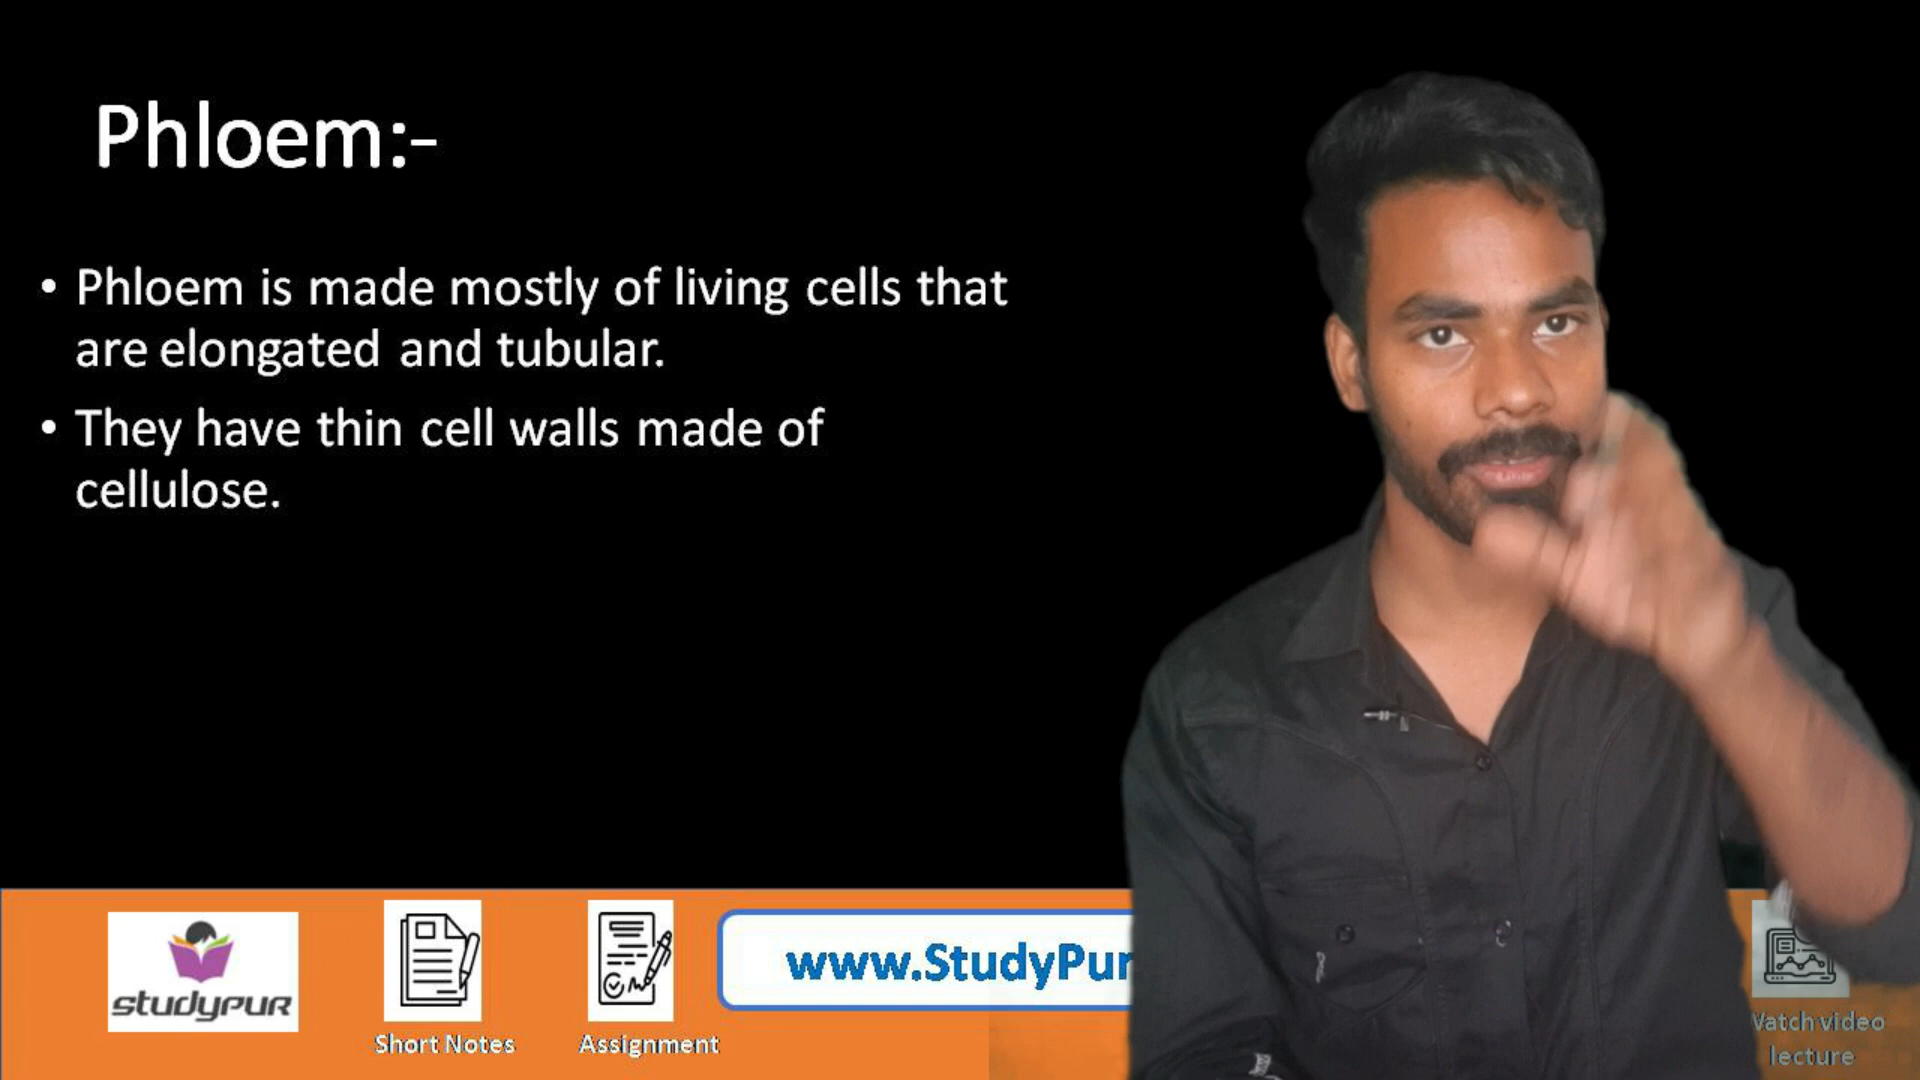 Phloem:-
• Phloem is made mostly of living cells that
are elongated and tubular.
• They have thin cell walls made of
cellulose.
studypur
Short Notes
Assignment
www.StudyPur
Watch video
lecture